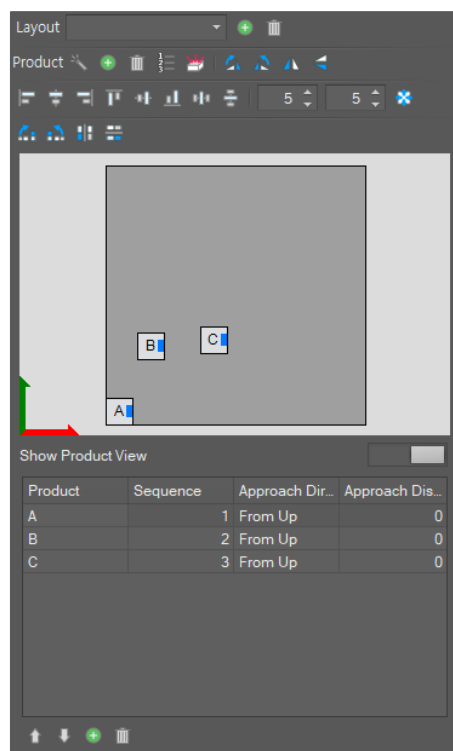 Layout
Product
5 5
B C
A
Show Product View
Product Sequence Approach Dir... Approach Dis...
A 1 From Up 0
B 2 From Up 0
C 3 From Up 0